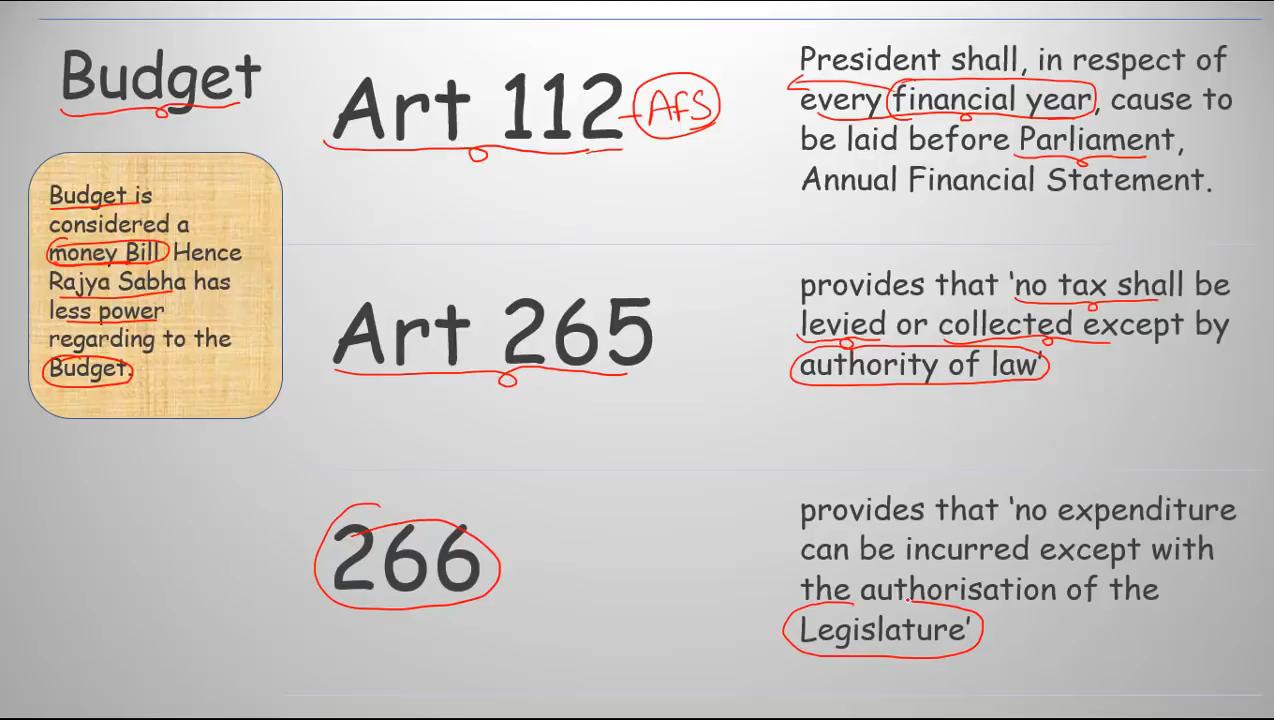 Budget
Budget is
considered a
money Bill Hence
Rajya Sabha has
less power
regarding to the
Budget.
Art 112
AFS
President shall, in respect of
every financial year, cause to
be laid before Parliament,
Annual Financial Statement.
Art 265
provides that ‘no tax shall be
levied or collected except by
authority of law’
266
provides that ‘no expenditure
can be incurred except with
the authorisation of the
Legislature’